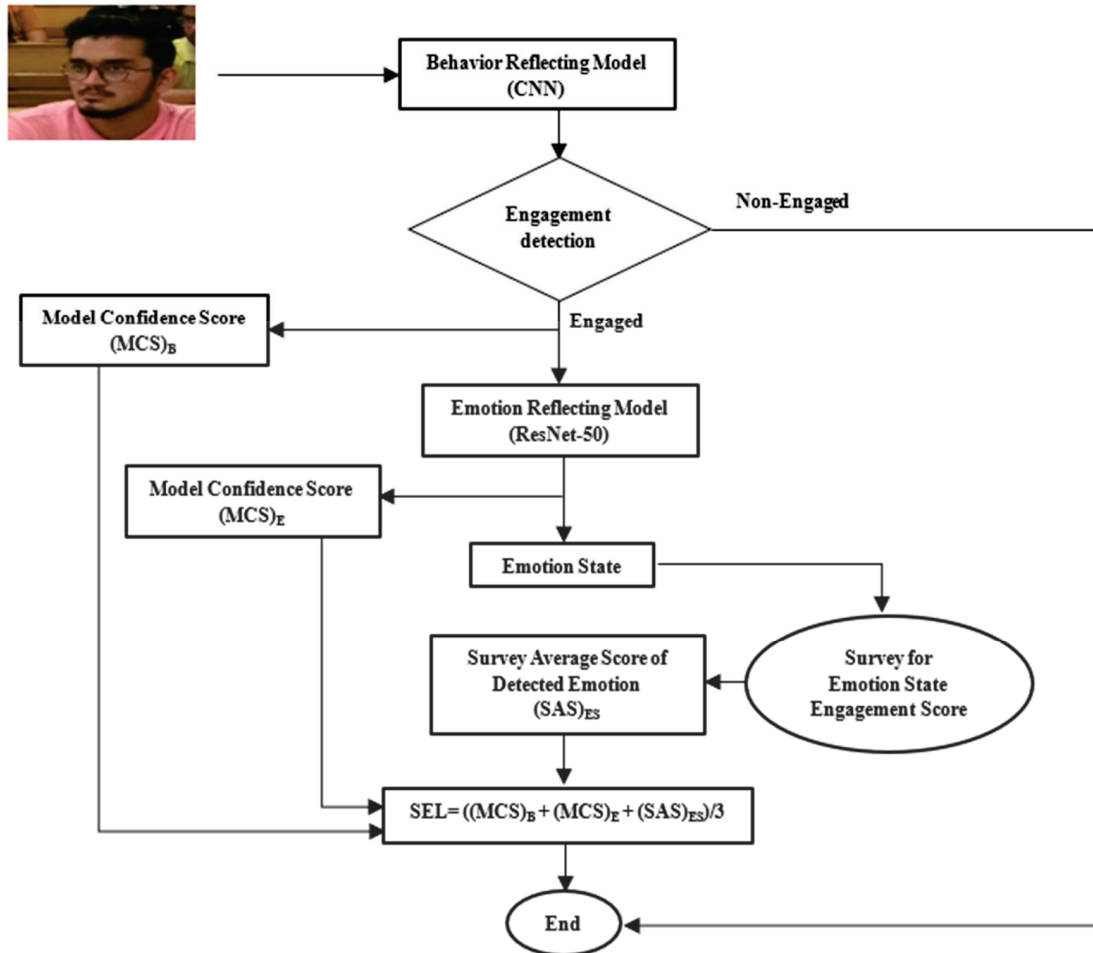 Behavior Reflecting Model
(CNN)
Engagement
detection
Non-Engaged
Engaged
Model Confidence Score
(MCS)B
Emotion Reflecting Model
(ResNet-50)
Model Confidence Score
(MCS)E
Emotion State
Survey for
Emotion State
Engagement Score
Survey Average Score of
Detected Emotion
(SAS)ES
SEL= ((MCS)B + (MCS)E + (SAS)ES)/3
End